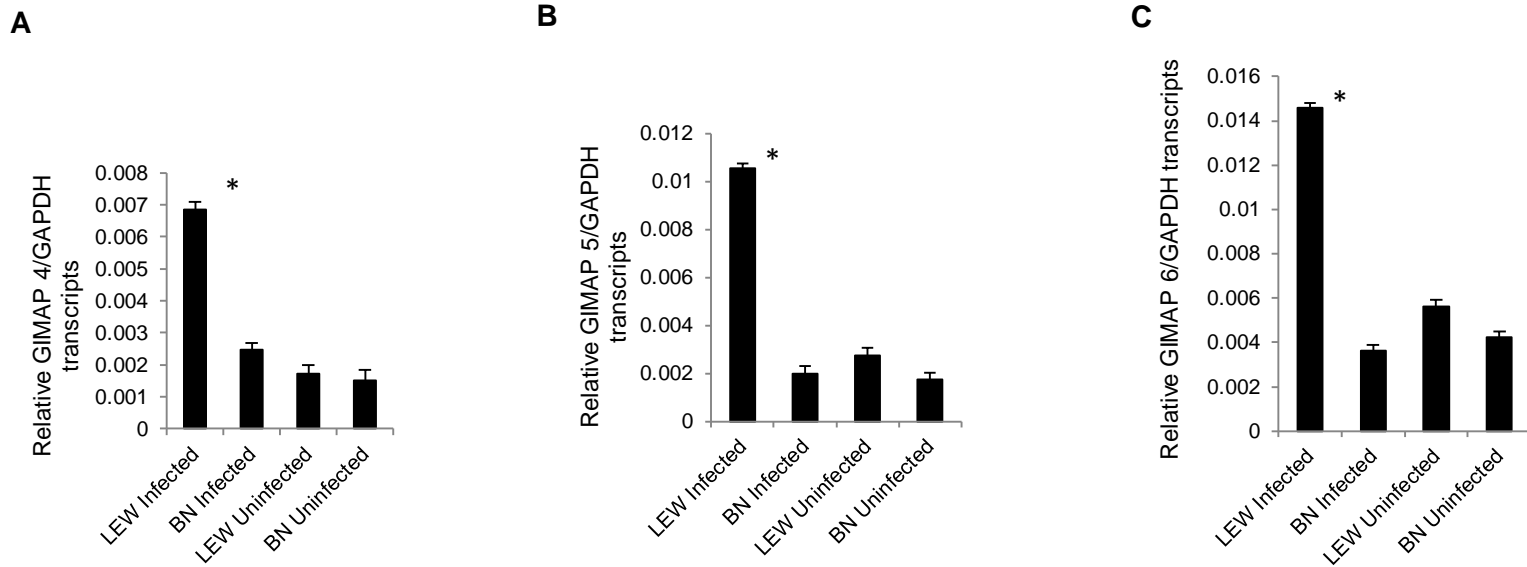 A
Relative GIMAP 4/GAPDH
transcripts
0.008
0.007
0.006
0.005
0.004
0.003
0.002
0.001
0
*
LEW Infected
BN Infected
LEW Uninfected
BN Uninfected
B
Relative GIMAP 5/GAPDH
transcripts
0.012
0.01
0.008
0.006
0.004
0.002
0
*
LEW Infected
BN Infected
LEW Uninfected
BN Uninfected
C
Relative GIMAP 6/GAPDH transcripts
0.016
0.014
0.012
0.01
0.008
0.006
0.004
0.002
0
*
LEW Infected
BN Infected
LEW Uninfected
BN Uninfected